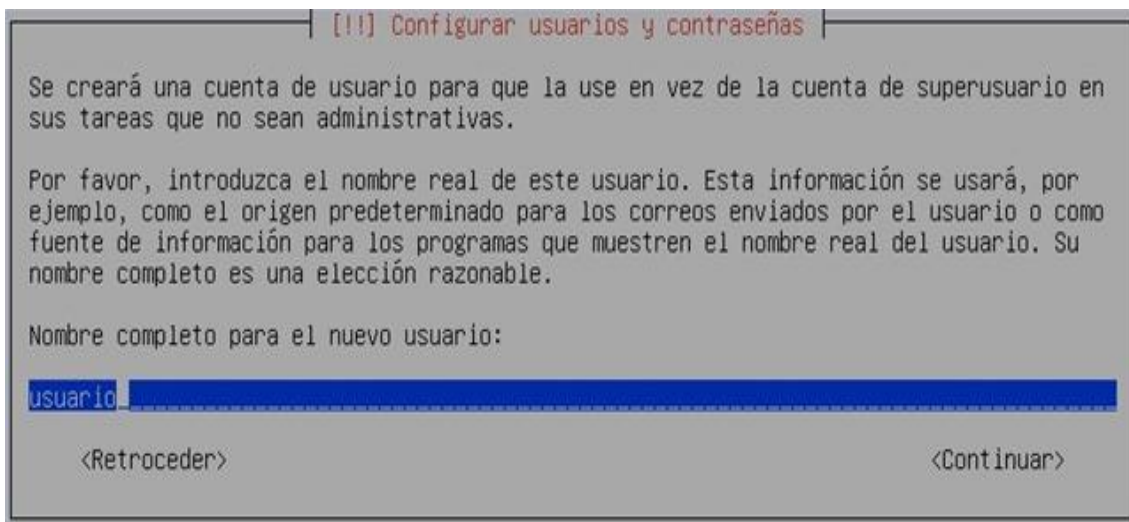 [!!] Configurar usuarios y contraseñas
Se creará una cuenta de usuario para que la use en vez de la cuenta de superusuario en
sus tareas que no sean administrativas.
Por favor, introduzca el nombre real de este usuario. Esta información se usará, por
ejemplo, como el origen predeterminado para los correos enviados por el usuario o como
fuente de información para los programas que muestren el nombre real del usuario. Su
nombre completo es una elección razonable.
Nombre completo para el nuevo usuario:
usuario
<Retroceder> <Continuar>